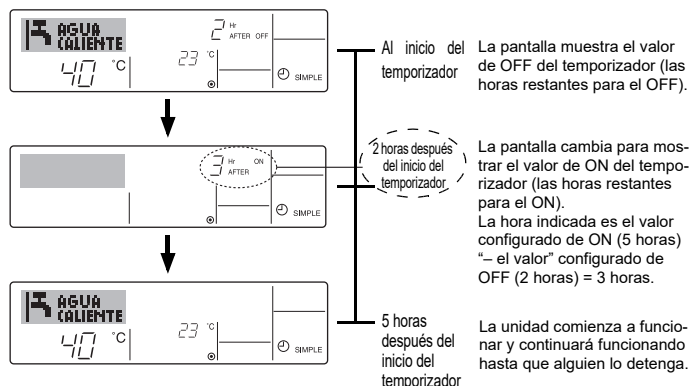 AGUA
CALIENTE
2 Hr
AFTER OFF
40 °C
23 °C
SIMPLE
Al inicio del
temporizador
La pantalla muestra el valor
de OFF del temporizador (las
horas restantes para el OFF).
3 Hr ON
AFTER
SIMPLE
2 horas después
del inicio del
temporizador
La pantalla cambia para mos-
trar el valor de ON del tempo-
rizador (las horas restantes
para el ON).
La hora indicada es el valor
configurado de ON (5 horas)
“– el valor” configurado de
OFF (2 horas) = 3 horas.
AGUA
CALIENTE
40 °C
23 °C
SIMPLE
5 horas
después del
inicio del
temporizador
La unidad comienza a funcio-
nar y continuará funcionando
hasta que alguien lo detenga.